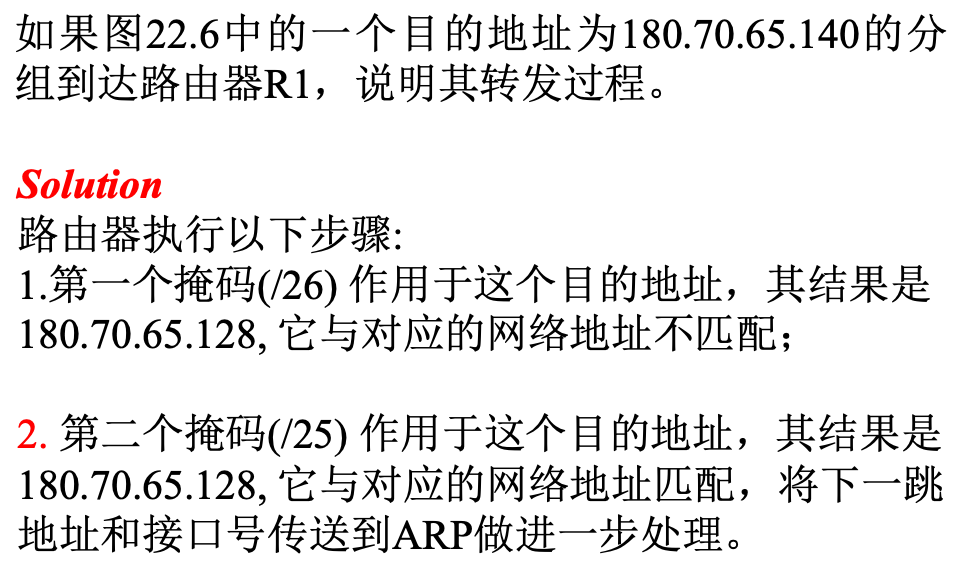 如果图22.6中的一个目的地址为180.70.65.140的分
组到达路由器R1，说明其转发过程。
Solution
路由器执行以下步骤:
1.第一个掩码(/26) 作用于这个目的地址，其结果是
180.70.65.128, 它与对应的网络地址不匹配；
2. 第二个掩码(/25) 作用于这个目的地址，其结果是
180.70.65.128, 它与对应的网络地址匹配，将下一跳
地址和接口号传送到ARP做进一步处理。